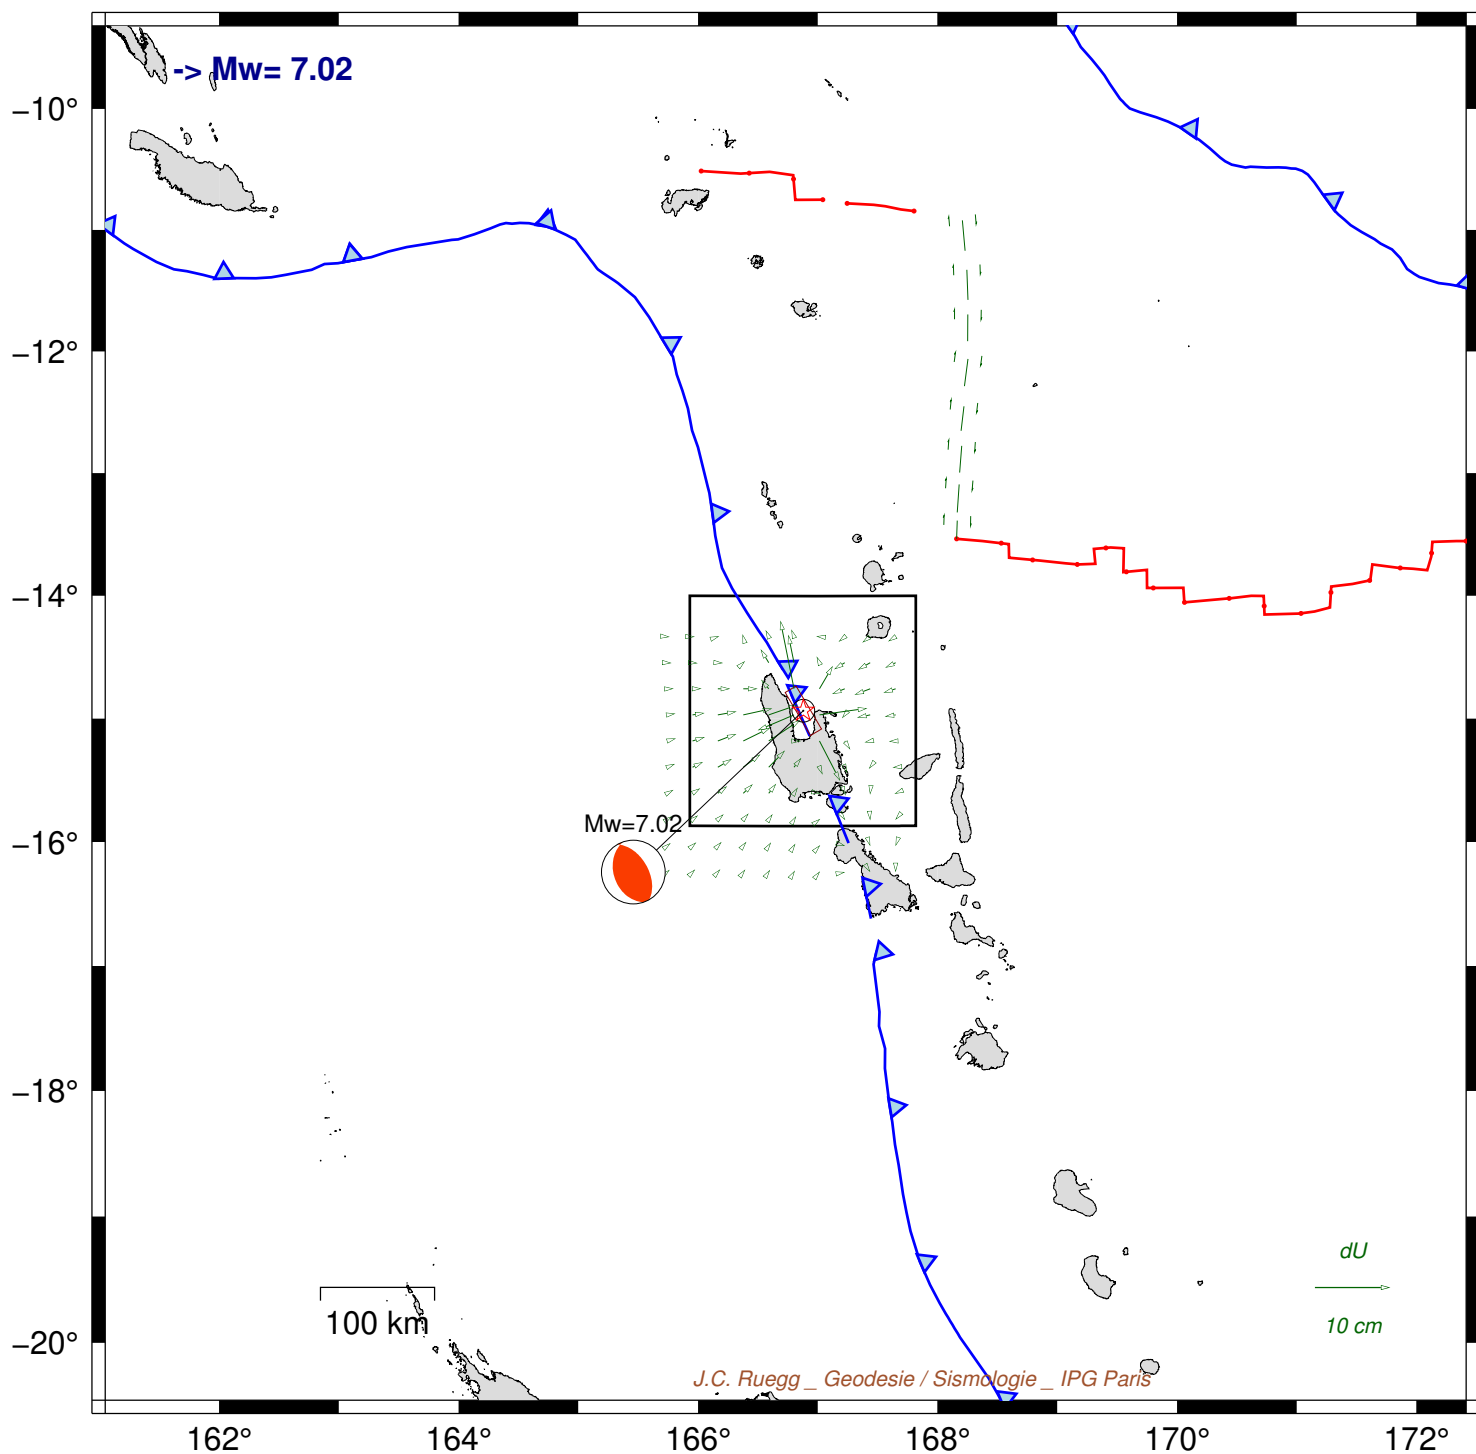 -> Mw= 7.02
−10°
−12°
−14°
Mw=7.02
−16°
−18°
dU
100 km
10 cm
−20°
J.C. Ruegg _ Geodesie / Sismologie _ IPG Paris
162°
164°
166°
168°
170°
172°